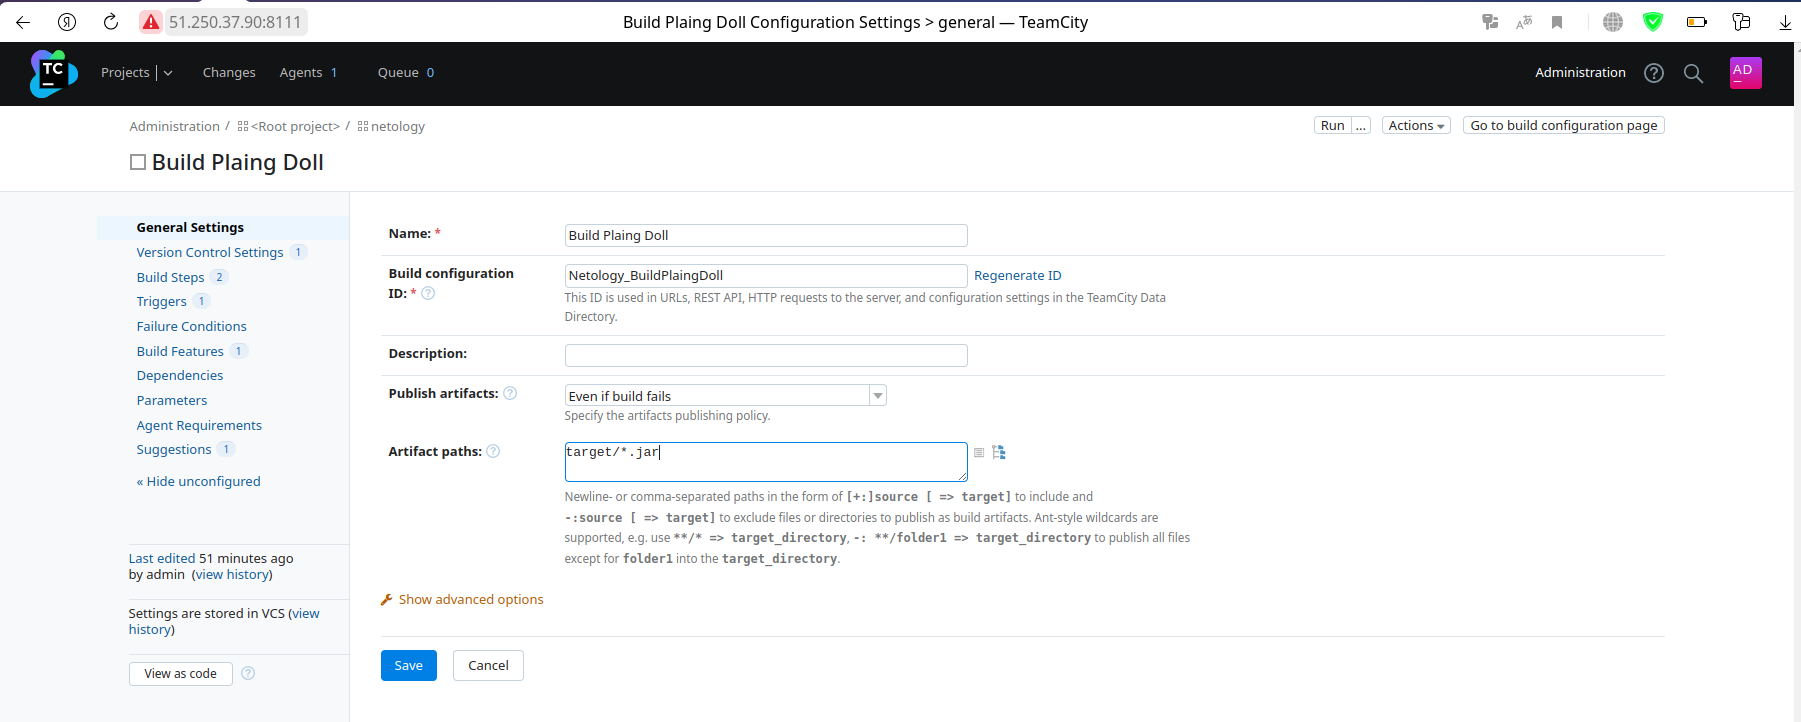 51.250.37.90:8111 Build Plaing Doll Configuration Settings > general — TeamCity
TC Projects Changes Agents 1 Queue 0 Administration AD
Administration / <Root project> / netology Run ... Actions Go to build configuration page
Build Plaing Doll
General Settings
Version Control Settings 1
Build Steps 2
Triggers 1
Failure Conditions
Build Features 1
Dependencies
Parameters
Agent Requirements
Suggestions 1
« Hide unconfigured
Last edited 51 minutes ago
by admin (view history)
Settings are stored in VCS (view
history)
View as code ?
Name: * Build Plaing Doll
Build configuration
ID: * ?
Netology_BuildPlaingDoll Regenerate ID
This ID is used in URLs, REST API, HTTP requests to the server, and configuration settings in the TeamCity Data
Directory.
Description:
Publish artifacts: ? Even if build fails
Specify the artifacts publishing policy.
Artifact paths: ? target/*.jar
Newline- or comma-separated paths in the form of [+:]source [ => target] to include and
-:source [ => target] to exclude files or directories to publish as build artifacts. Ant-style wildcards are
supported, e.g. use **/* => target_directory, -: **/folder1 => target_directory to publish all files
except for folder1 into the target_directory.
Show advanced options
Save Cancel